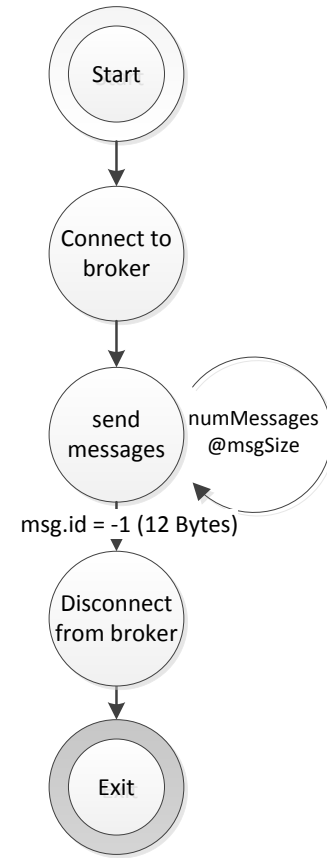 Start
Connect to
broker
send
messages
numMessages
@msgSize
msg.id = -1 (12 Bytes)
Disconnect
from broker
Exit